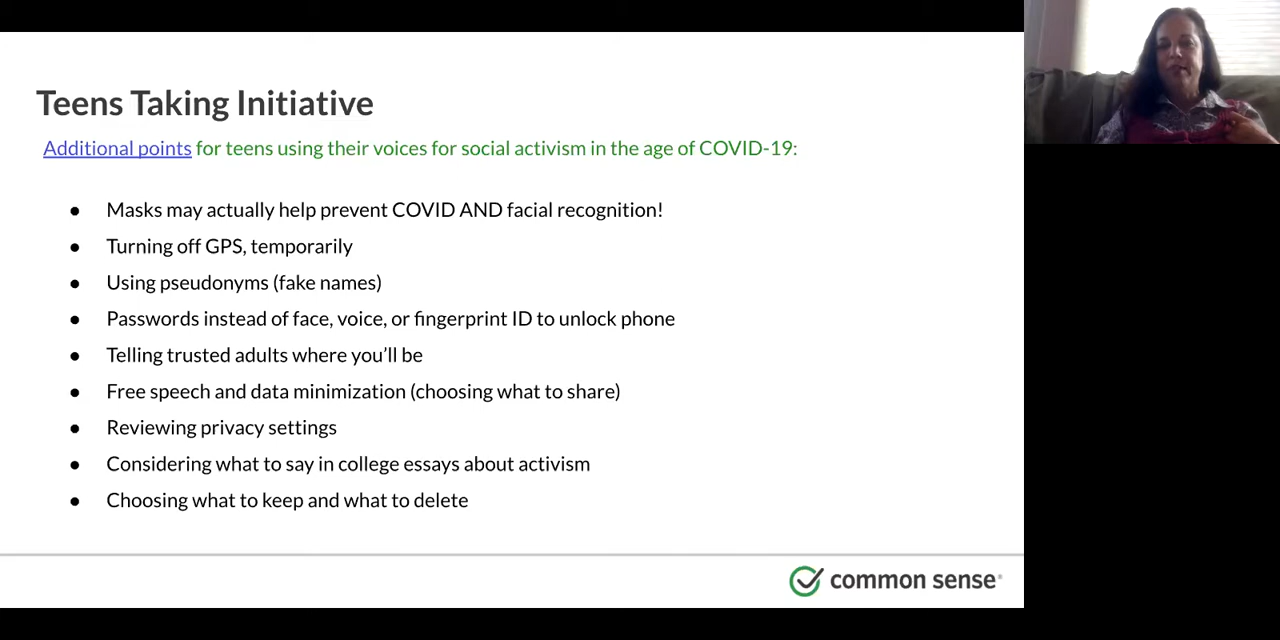 Teens Taking Initiative
Additional points for teens using their voices for social activism in the age of COVID-19:
● Masks may actually help prevent COVID AND facial recognition!
● Turning off GPS, temporarily
● Using pseudonyms (fake names)
● Passwords instead of face, voice, or fingerprint ID to unlock phone
● Telling trusted adults where you’ll be
● Free speech and data minimization (choosing what to share)
● Reviewing privacy settings
● Considering what to say in college essays about activism
● Choosing what to keep and what to delete
common sense®